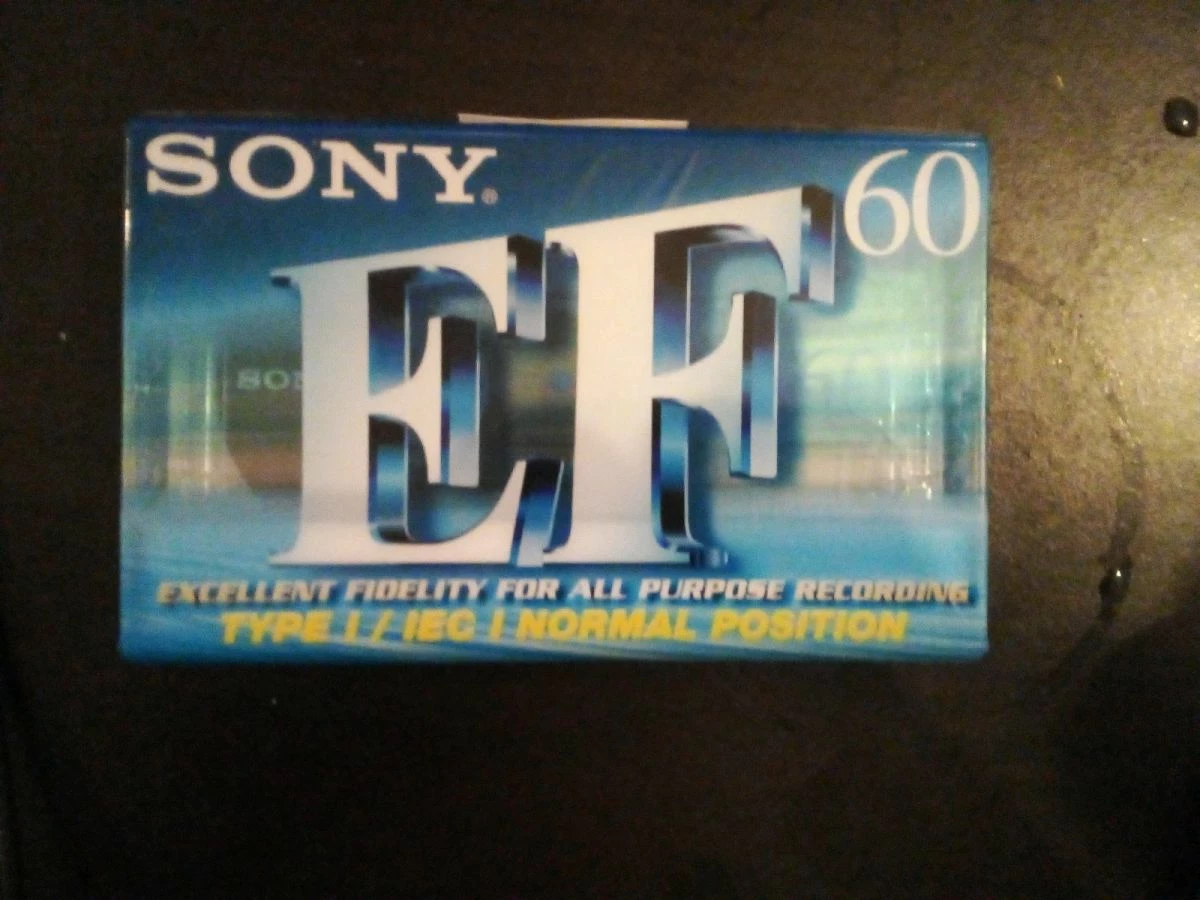 SONY® 60
EF
EXCELLENT FIDELITY FOR ALL PURPOSE RECORDING
TYPE I / IEC I NORMAL POSITION